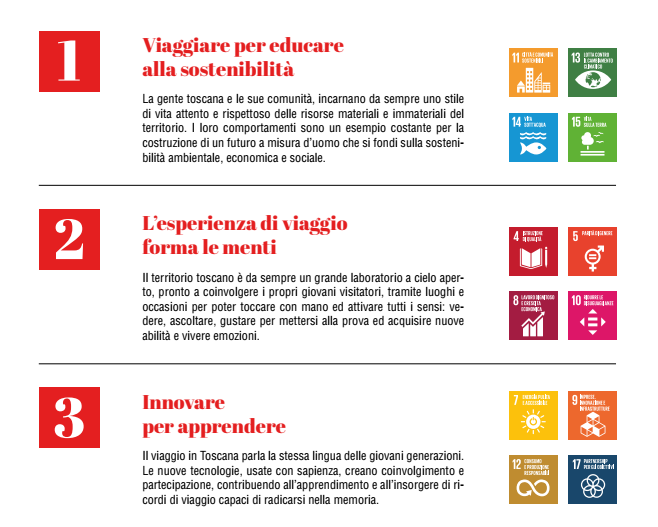 1
Viaggiare per educare
alla sostenibilità
La gente toscana e le sue comunità, incarnano da sempre uno stile
di vita attento e rispettoso delle risorse materiali e immateriali del
territorio. I loro comportamenti sono un esempio costante per la
costruzione di un futuro a misura d'uomo che si fondi sulla sosteni-
bilità ambientale, economica e sociale.
11 CITTÀ E COMUNITÀ
SOSTENIBILI
13 LOTTA CONTRO
IL CAMBIAMENTO
CLIMATICO
14 VITA
SOTT'ACQUA
15 VITA
SULLA TERRA
2
L'esperienza di viaggio
forma le menti
Il territorio toscano è da sempre un grande laboratorio a cielo aper-
to, pronto a coinvolgere i propri giovani visitatori, tramite luoghi e
occasioni per poter toccare con mano ed attivare tutti i sensi: ve-
dere, ascoltare, gustare per mettersi alla prova ed acquisire nuove
abilità e vivere emozioni.
4 ISTRUZIONE
DI QUALITÀ
5 PARITÀ DI GENERE
8 LAVORO DIGNITOSO
E CRESCITA
ECONOMICA
10 RIDURRE LE
DISUGUAGLIANZE
3
Innovare
per apprendere
Il viaggio in Toscana parla la stessa lingua delle giovani generazioni.
Le nuove tecnologie, usate con sapienza, creano coinvolgimento e
partecipazione, contribuendo all'apprendimento e all'insorgere di ri-
cordi di viaggio capaci di radicarsi nella memoria.
7 ENERGIA PULITA
E ACCESSIBILE
9 IMPRESE,
INNOVAZIONE E
INFRASTRUTTURE
12 CONSUMO
E PRODUZIONE
RESPONSABILI
17 PARTNERSHIP
PER GLI OBIETTIVI